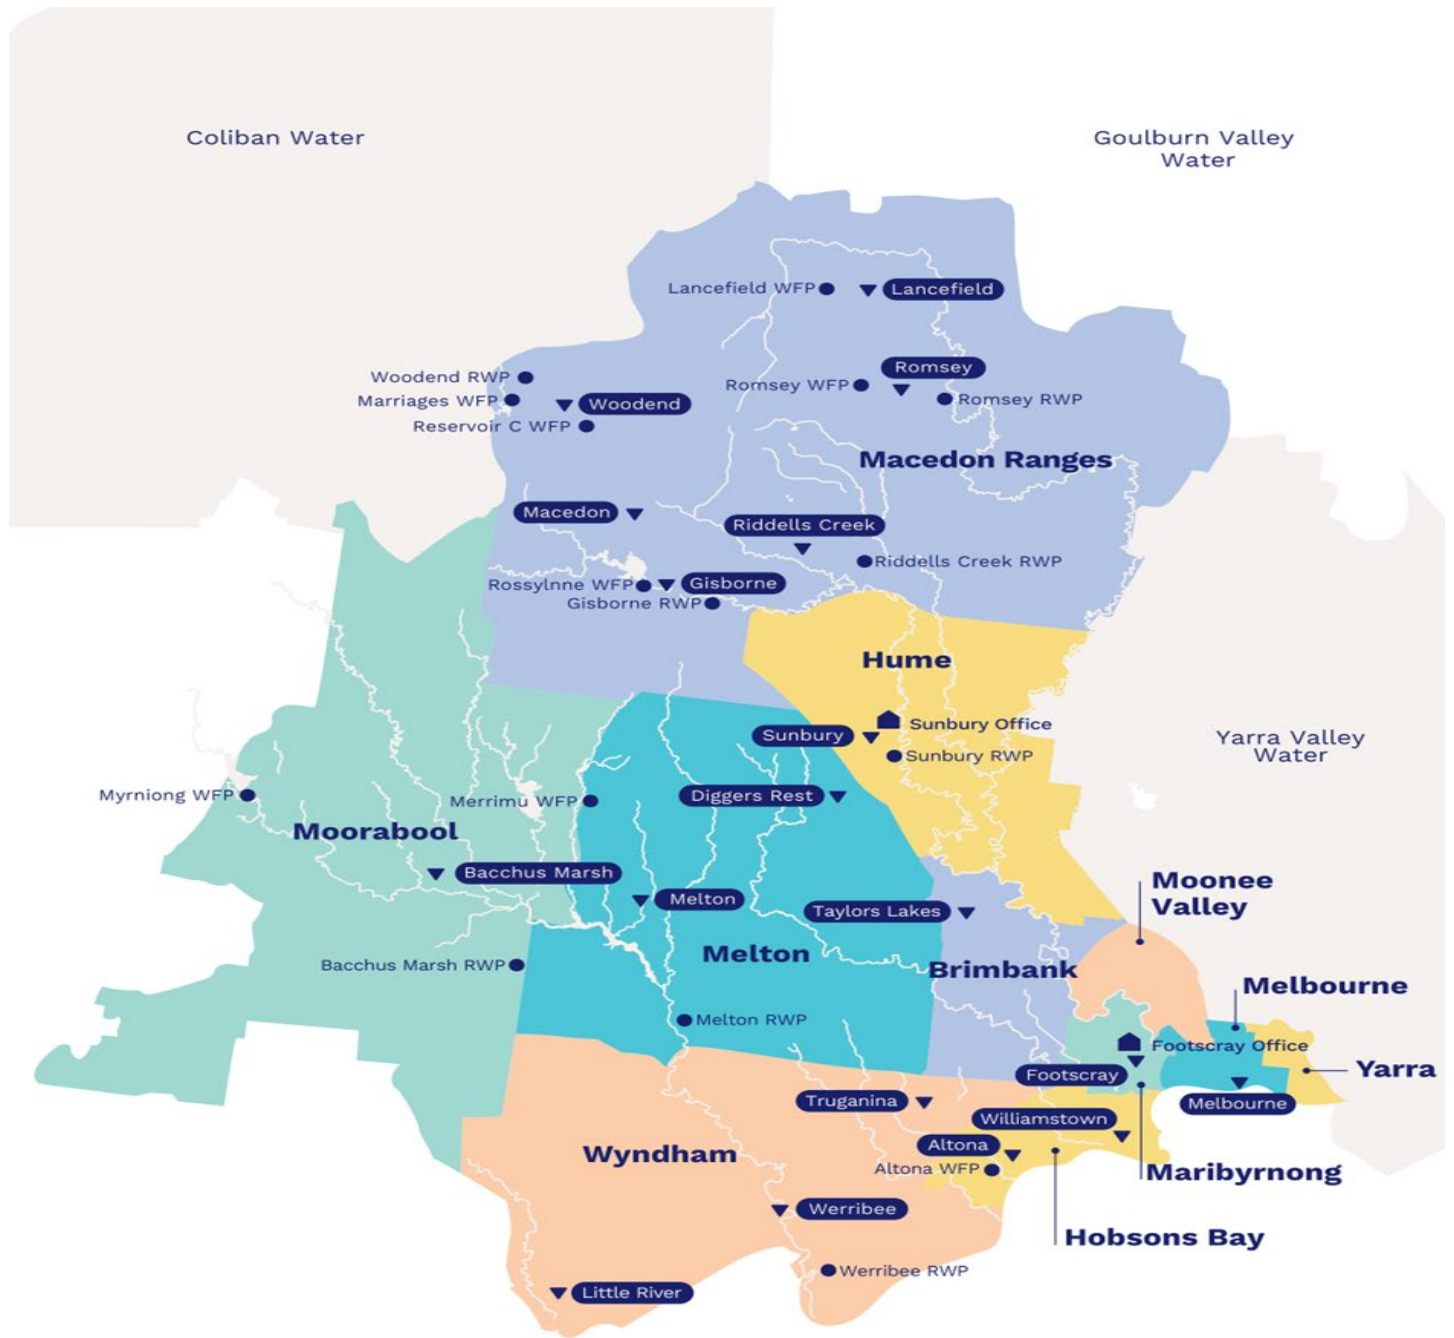 Coliban Water
Goulburn Valley
Water
Lancefield WFP
Lancefield
Romsey
Woodend RWP
Romsey WFP
Marriages WFP
Woodend
Romsey RWP
Reservoir C WFP
Macedon Ranges
Macedon
Riddells Creek
Riddells Creek RWP
Rossylnne WFP
Gisborne
Gisborne RWP
Hume
Sunbury Office
Sunbury
Yarra Valley
Water
Sunbury RWP
Myrniong WFP
Merrimu WFP
Diggers Rest
Moorabool
Bacchus Marsh
Moonee
Valley
Melton
Taylors Lakes
Melton
Bacchus Marsh RWP
Brimbank
Melbourne
Melton RWP
Footscray Office
Footscray
Yarra
Truganina
Melbourne
Williamstown
Wyndham
Altona
Altona WFP
Maribyrnong
Werribee
Hobsons Bay
Werribee RWP
Little River